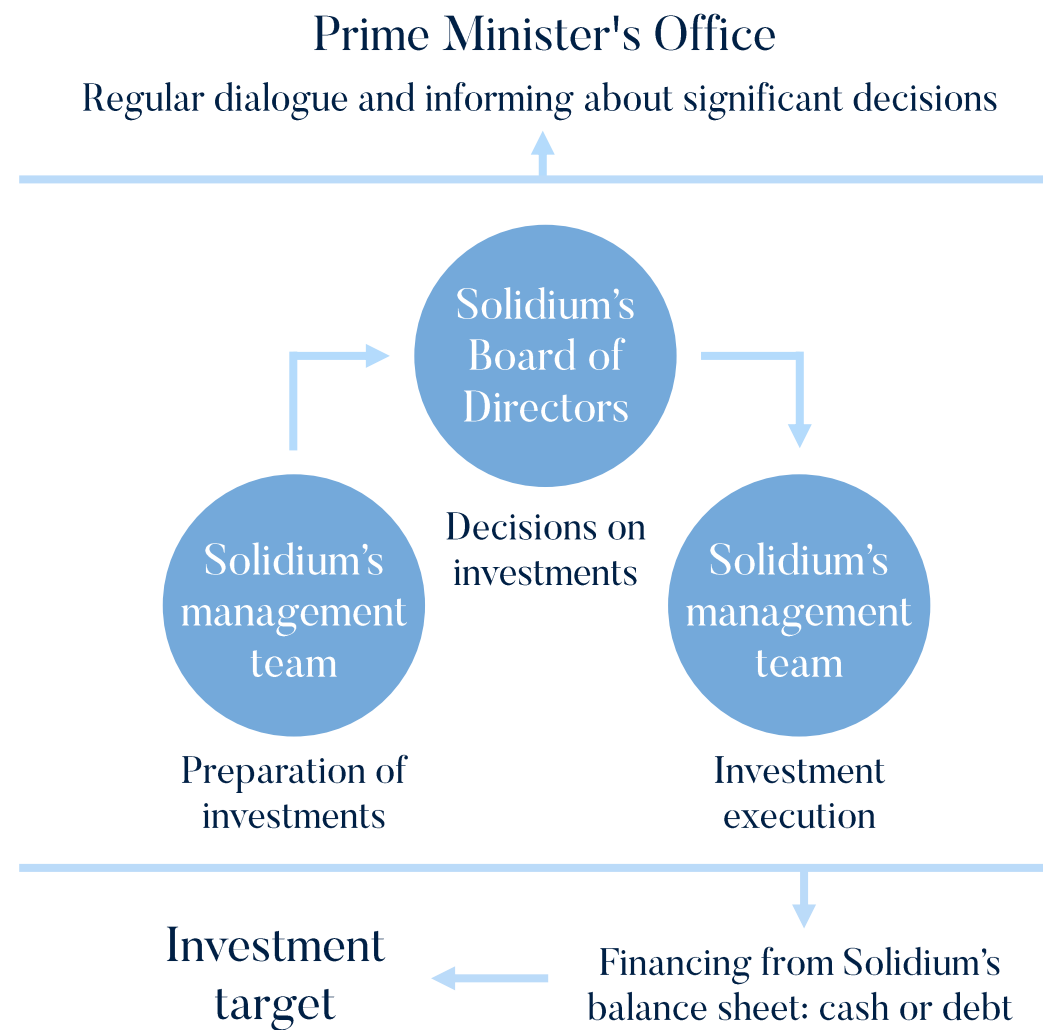 Prime Minister's Office
Regular dialogue and informing about significant decisions
Solidium’s
Board of
Directors
Decisions on
investments
Solidium’s
management
team
Preparation of
investments
Solidium’s
management
team
Investment
execution
Investment
target
Financing from Solidium’s
balance sheet: cash or debt